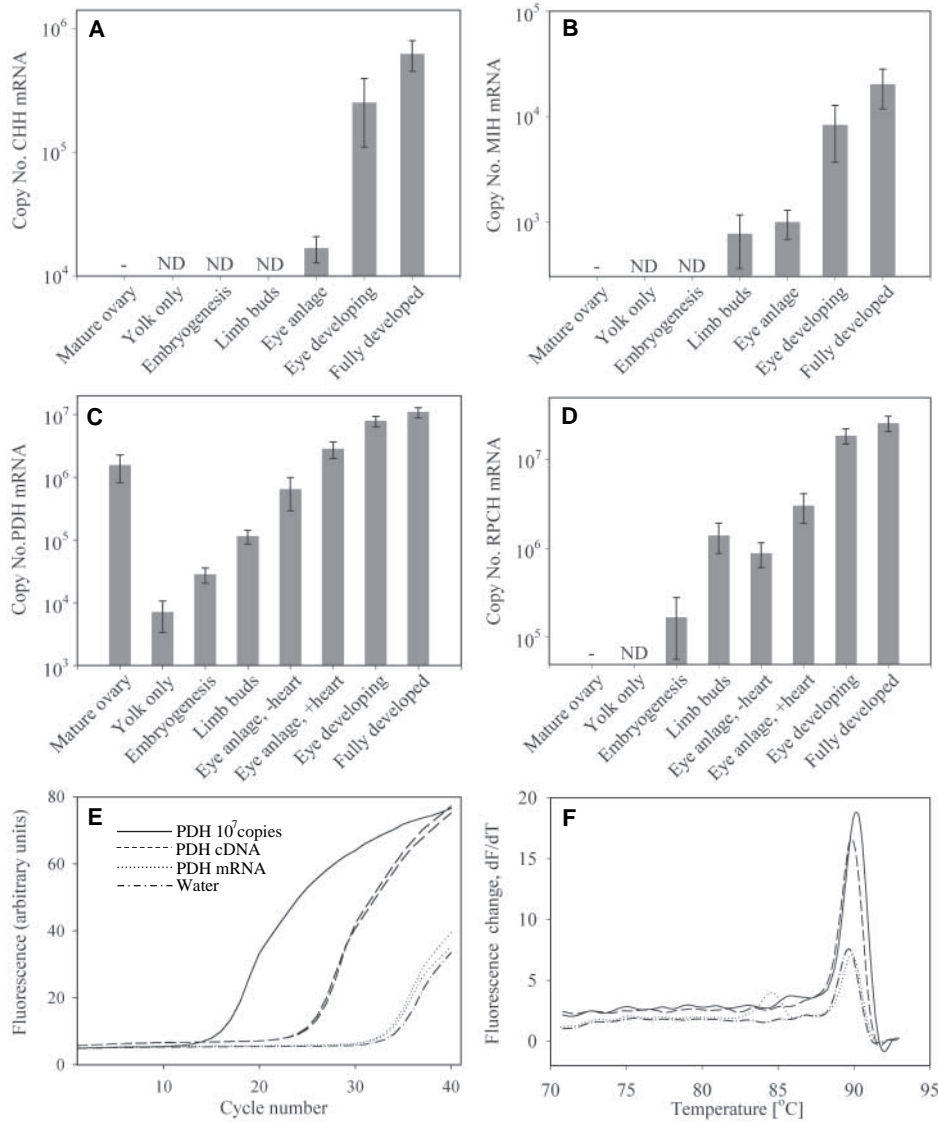 A
Copy No. CHH mRNA
10^6
10^5
10^4
-
ND
ND
ND
Mature ovary
Yolk only
Embryogenesis
Limb buds
Eye anlage
Eye developing
Fully developed
B
Copy No. MIH mRNA
10^5
10^4
10^3
-
ND
ND
Mature ovary
Yolk only
Embryogenesis
Limb buds
Eye anlage
Eye developing
Fully developed
C
Copy No.PDH mRNA
10^7
10^6
10^5
10^4
10^3
Mature ovary
Yolk only
Embryogenesis
Limb buds
Eye anlage, -heart
Eye anlage, +heart
Eye developing
Fully developed
D
Copy No. RPCH mRNA
10^7
10^6
10^5
-
ND
Mature ovary
Yolk only
Embryogenesis
Limb buds
Eye anlage, -heart
Eye anlage, +heart
Eye developing
Fully developed
E
Fluorescence (arbitrary units)
80
60
40
20
0
PDH 10^7 copies
PDH cDNA
PDH mRNA
Water
10
20
30
40
Cycle number
F
Fluorescence change, dF/dT
20
15
10
5
0
70
75
80
85
90
95
Temperature [°C]